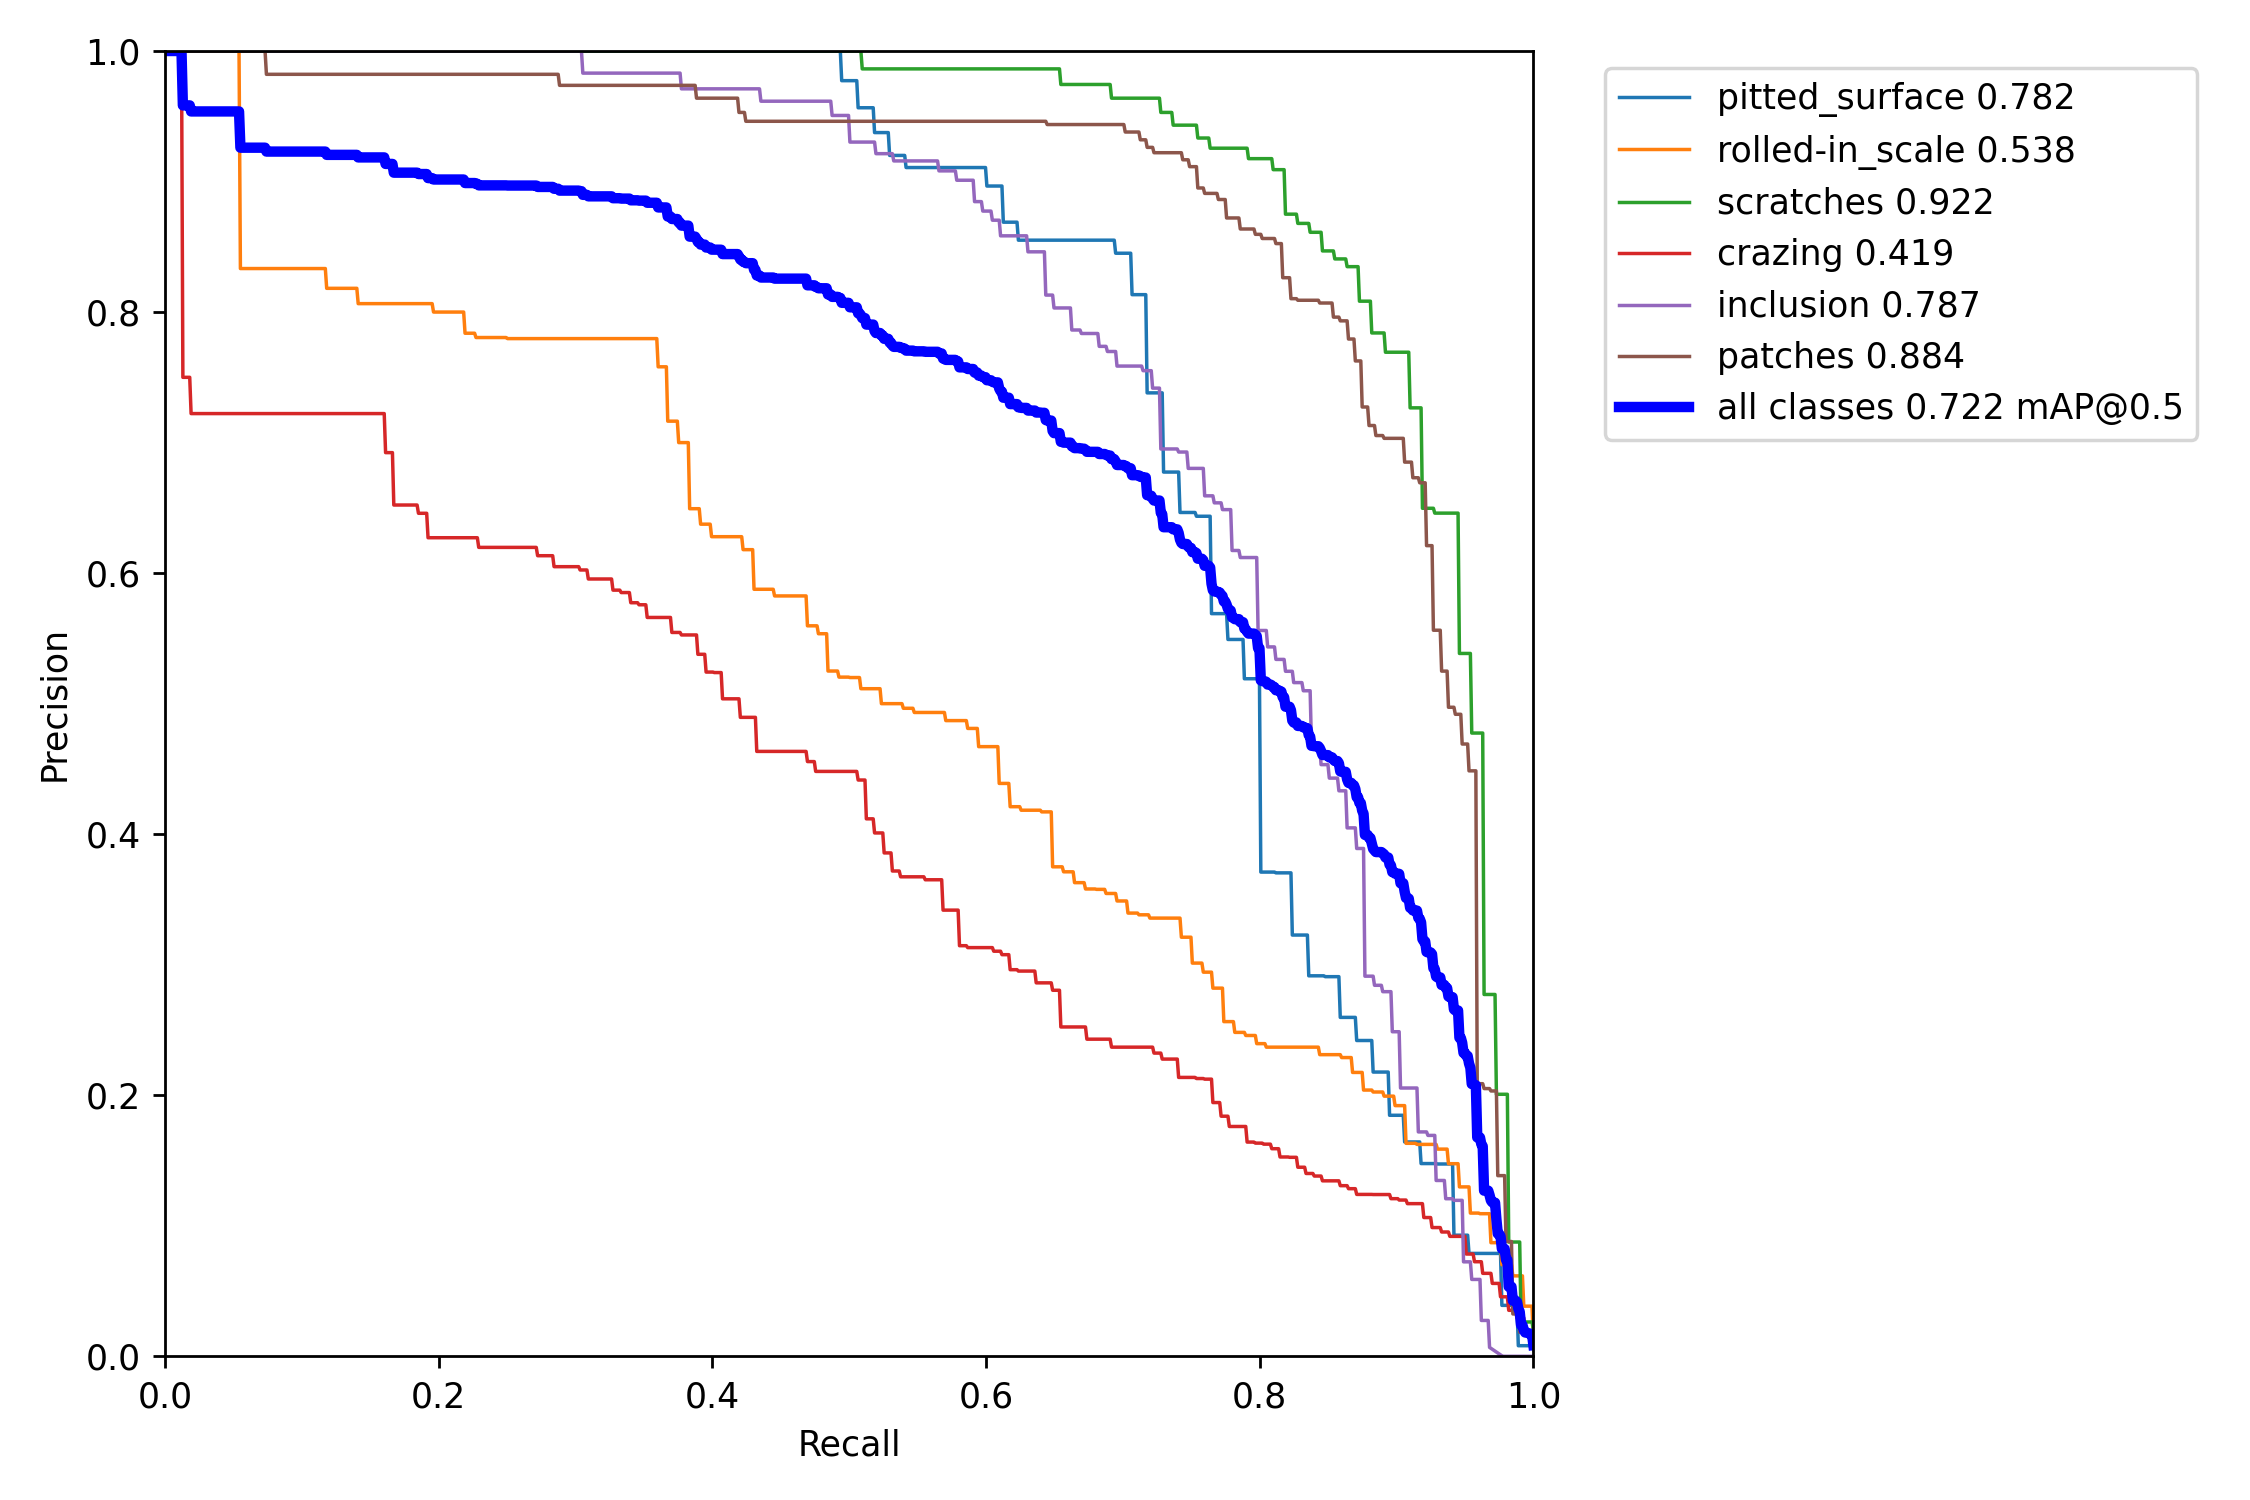 1.0
0.8
0.6
0.4
0.2
0.0
Precision
0.0 0.2 0.4 0.6 0.8 1.0
Recall
pitted_surface 0.782
rolled-in_scale 0.538
scratches 0.922
crazing 0.419
inclusion 0.787
patches 0.884
all classes 0.722 mAP@0.5